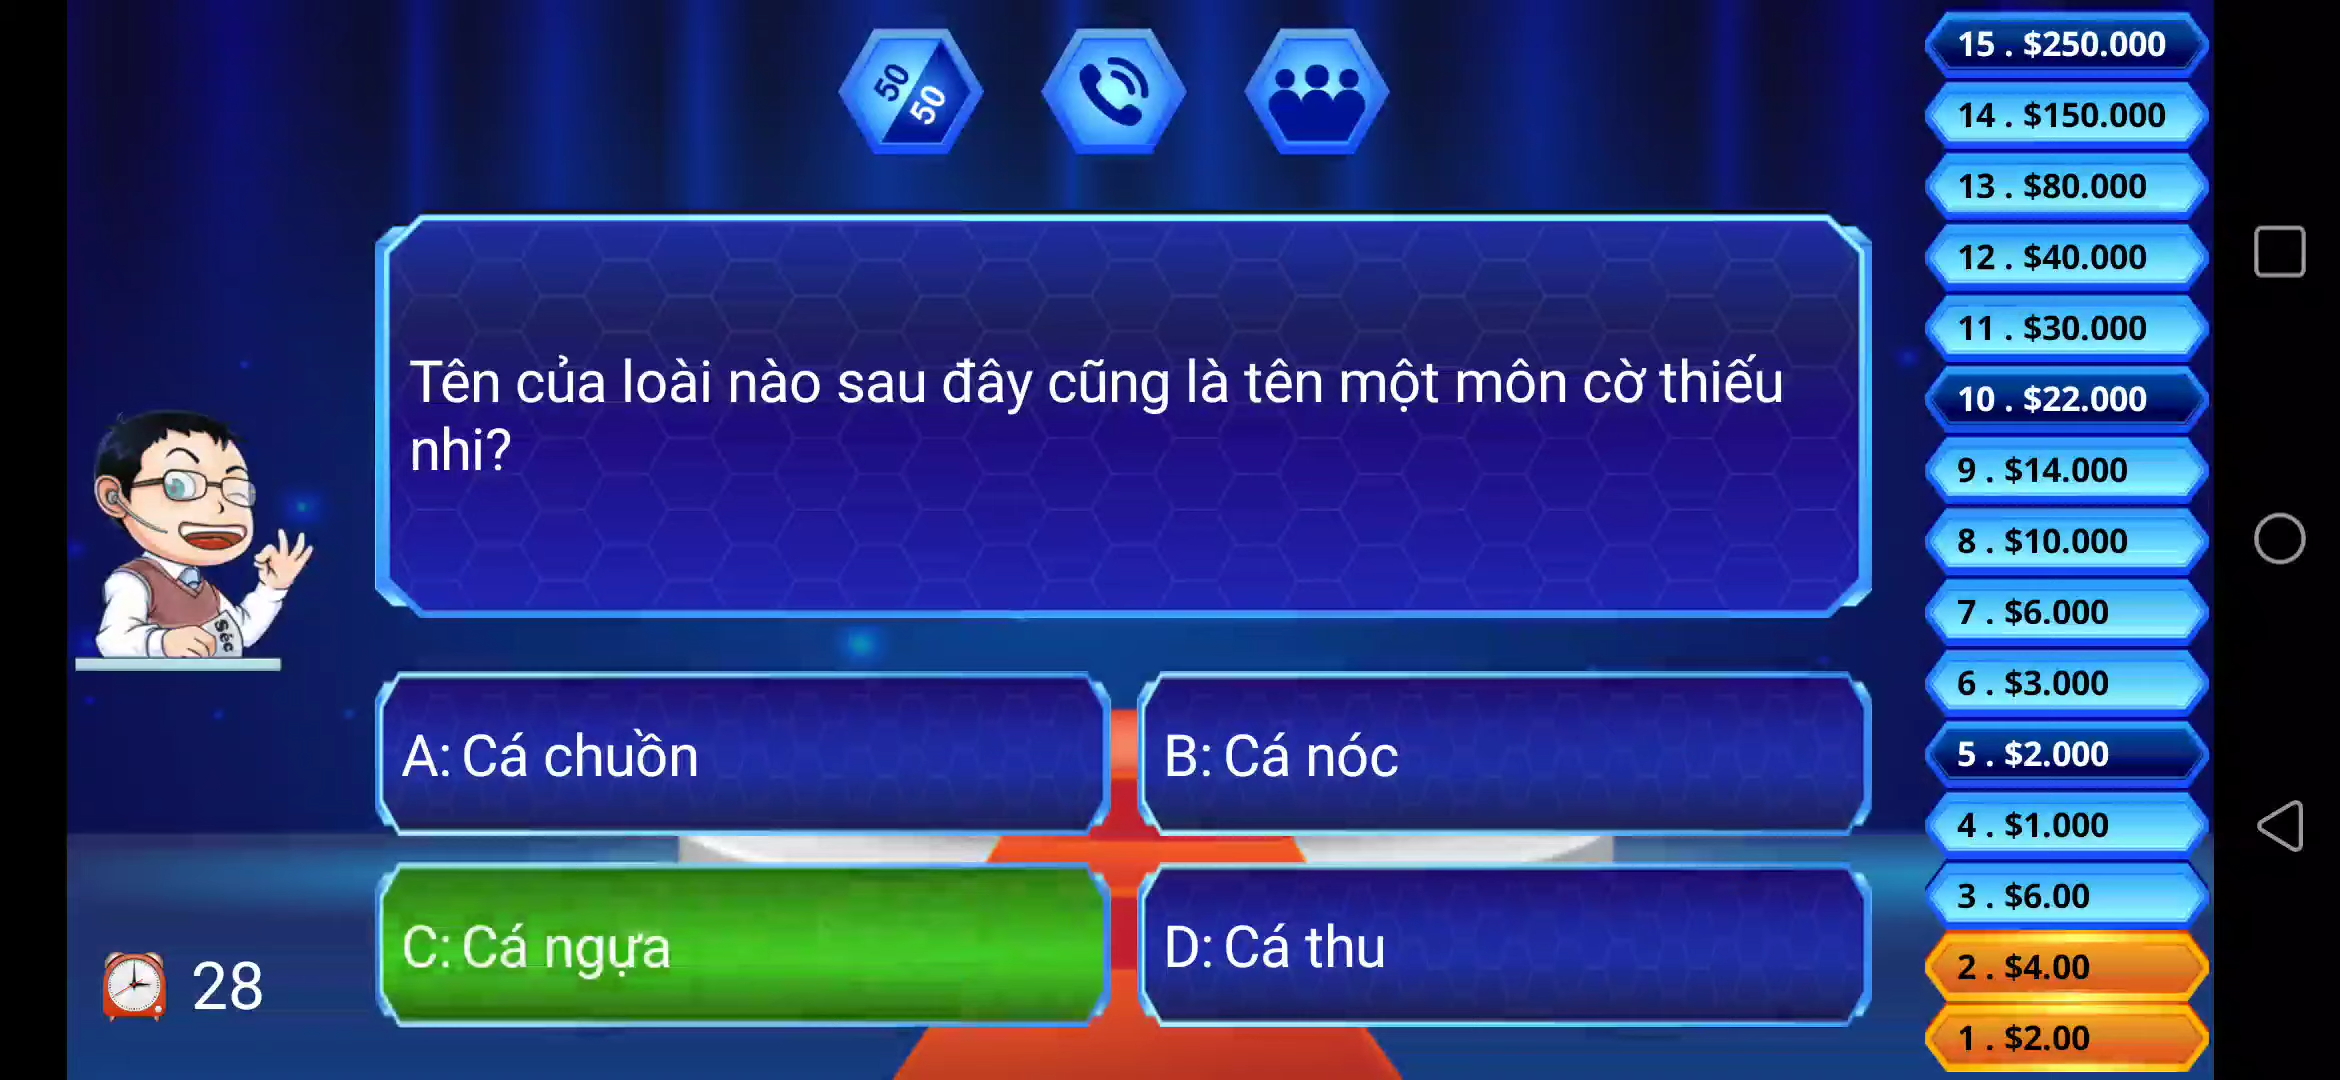 50
50
Tên của loài nào sau đây cũng là tên một môn cờ thiếu
nhi?
A: Cá chuồn
B: Cá nóc
C: Cá ngựa
D: Cá thu
28
Séc
15 . $250.000
14 . $150.000
13 . $80.000
12 . $40.000
11 . $30.000
10 . $22.000
9 . $14.000
8 . $10.000
7 . $6.000
6 . $3.000
5 . $2.000
4 . $1.000
3 . $6.00
2 . $4.00
1 . $2.00